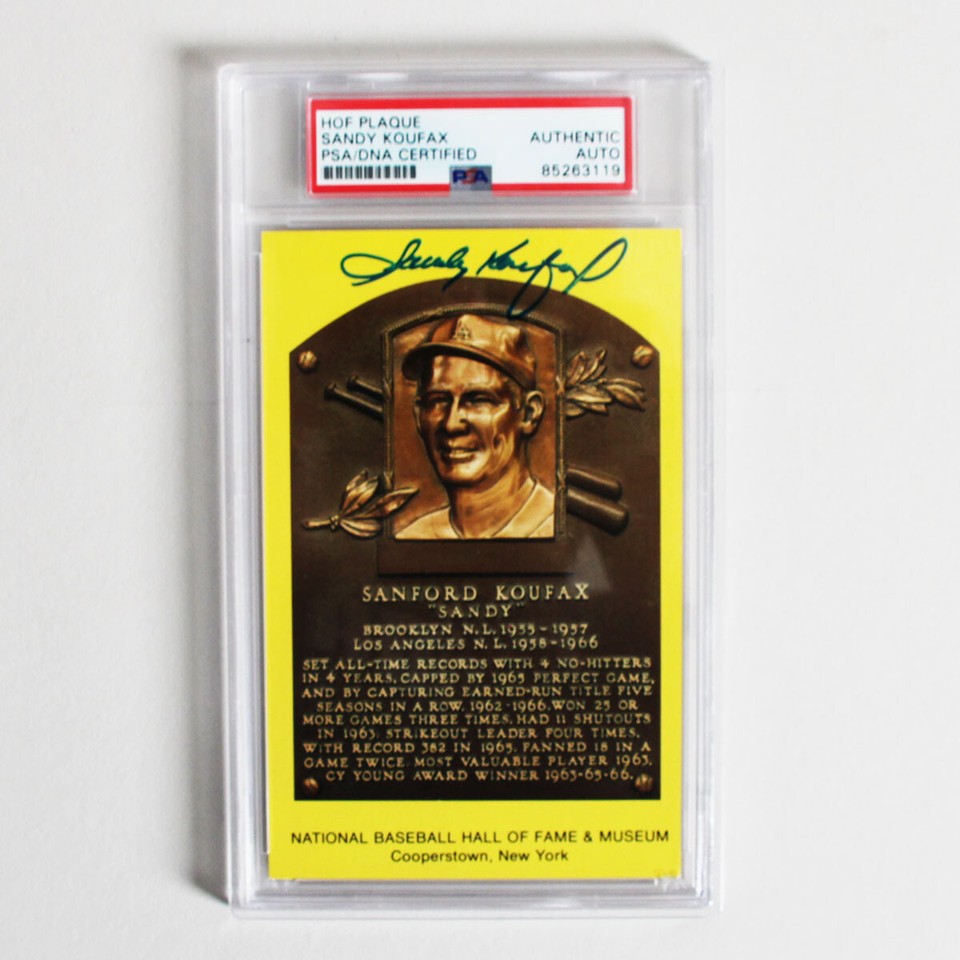 HOF PLAQUE
SANDY KOUFAX
PSA/DNA CERTIFIED
AUTHENTIC
AUTO
85263119
PSA
Sandy Koufax
SANFORD KOUFAX
"SANDY"
BROOKLYN N.L. 1955-1957
LOS ANGELES N.L. 1958-1966
SET ALL-TIME RECORDS WITH 4 NO-HITTERS
IN 4 YEARS, CAPPED BY 1965 PERFECT GAME,
AND BY CAPTURING EARNED-RUN TITLE FIVE
SEASONS IN A ROW, 1962-1966. WON 25 OR
MORE GAMES THREE TIMES. HAD 11 SHUTOUTS
IN 1963. STRIKEOUT LEADER FOUR TIMES,
WITH RECORD 382 IN 1965. FANNED 18 IN A
GAME TWICE. MOST VALUABLE PLAYER 1963.
CY YOUNG AWARD WINNER 1963-65-66.
NATIONAL BASEBALL HALL OF FAME & MUSEUM
Cooperstown, New York